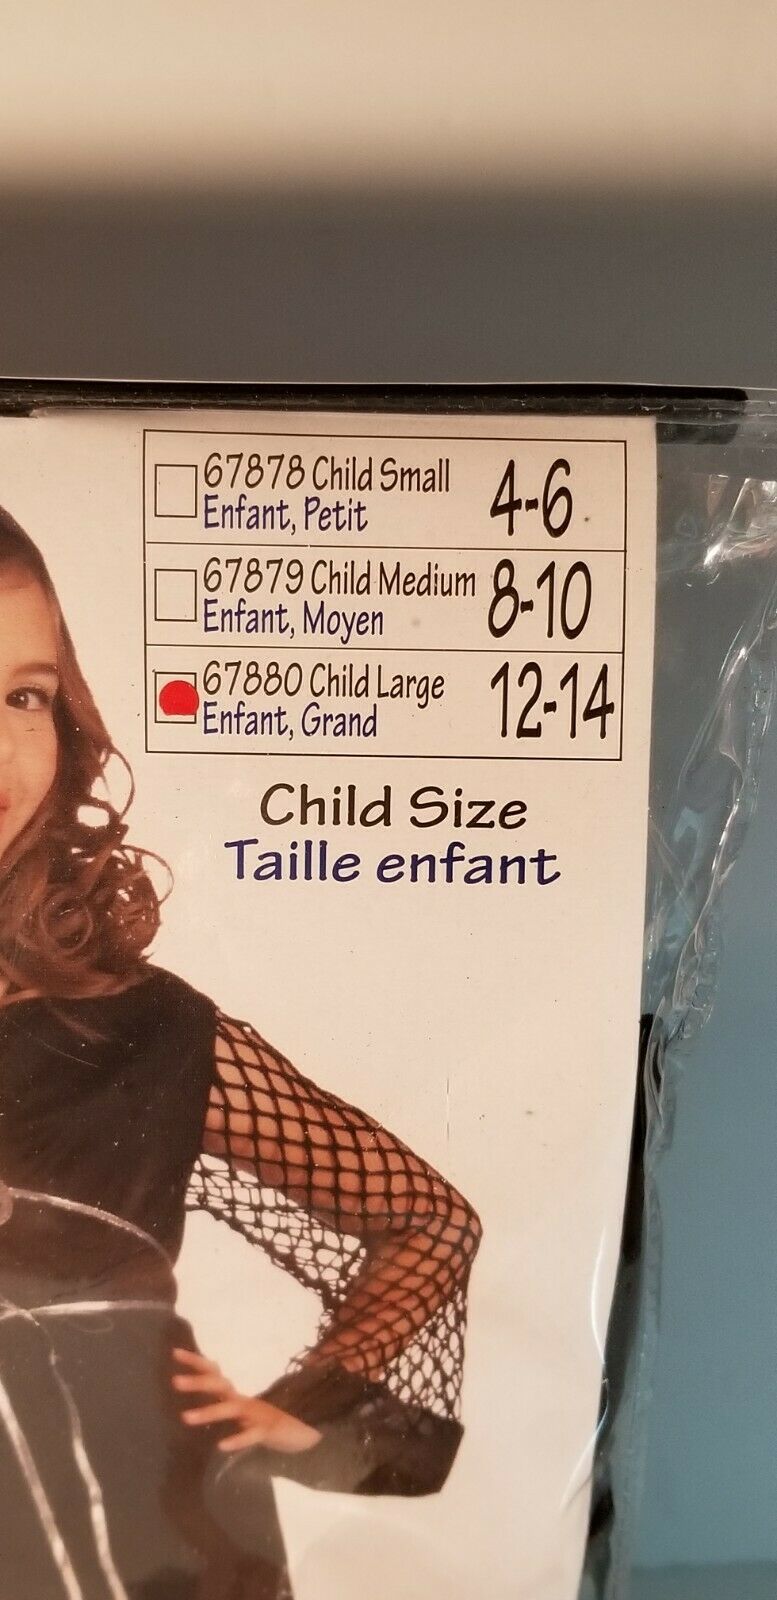 67878 Child Small 4-6
Enfant, Petit
67879 Child Medium 8-10
Enfant, Moyen
67880 Child Large 12-14
Enfant, Grand
Child Size
Taille enfant